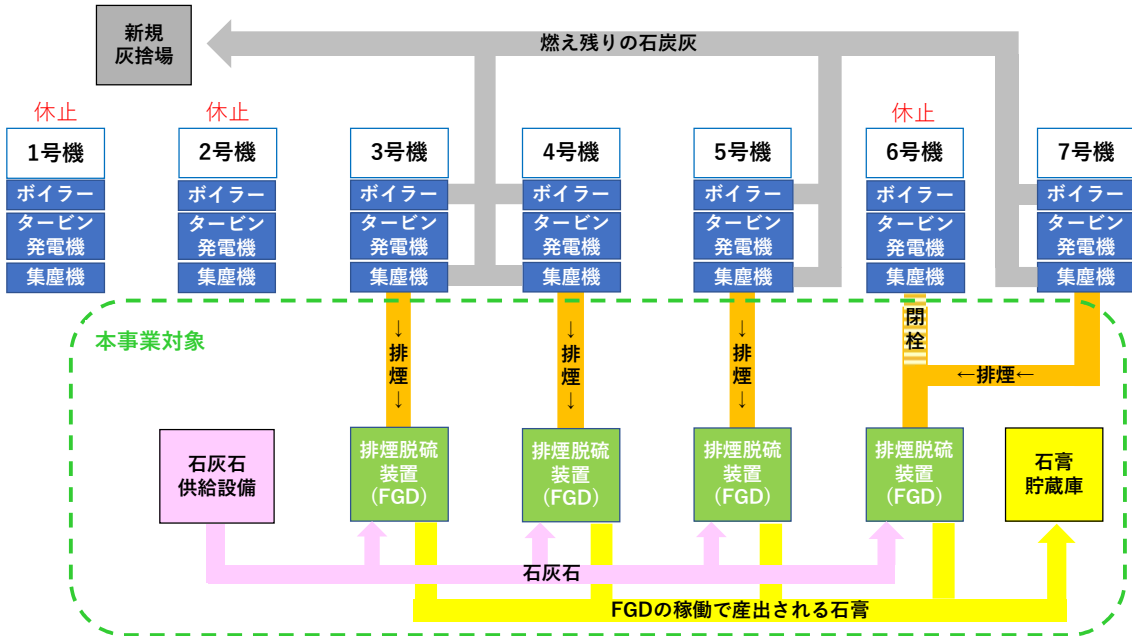 新規
灰捨場
燃え残りの石炭灰
休止
休止
休止
1号機
2号機
3号機
4号機
5号機
6号機
7号機
ボイラー
ボイラー
ボイラー
ボイラー
ボイラー
ボイラー
ボイラー
タービン
発電機
タービン
発電機
タービン
発電機
タービン
発電機
タービン
発電機
タービン
発電機
タービン
発電機
集塵機
集塵機
集塵機
集塵機
集塵機
集塵機
集塵機
本事業対象
↓排煙↓
↓排煙↓
↓排煙↓
閉栓
←排煙←
石灰石
供給設備
排煙脱硫
装置
(FGD)
排煙脱硫
装置
(FGD)
排煙脱硫
装置
(FGD)
排煙脱硫
装置
(FGD)
石膏
貯蔵庫
石灰石
FGDの稼働で産出される石膏